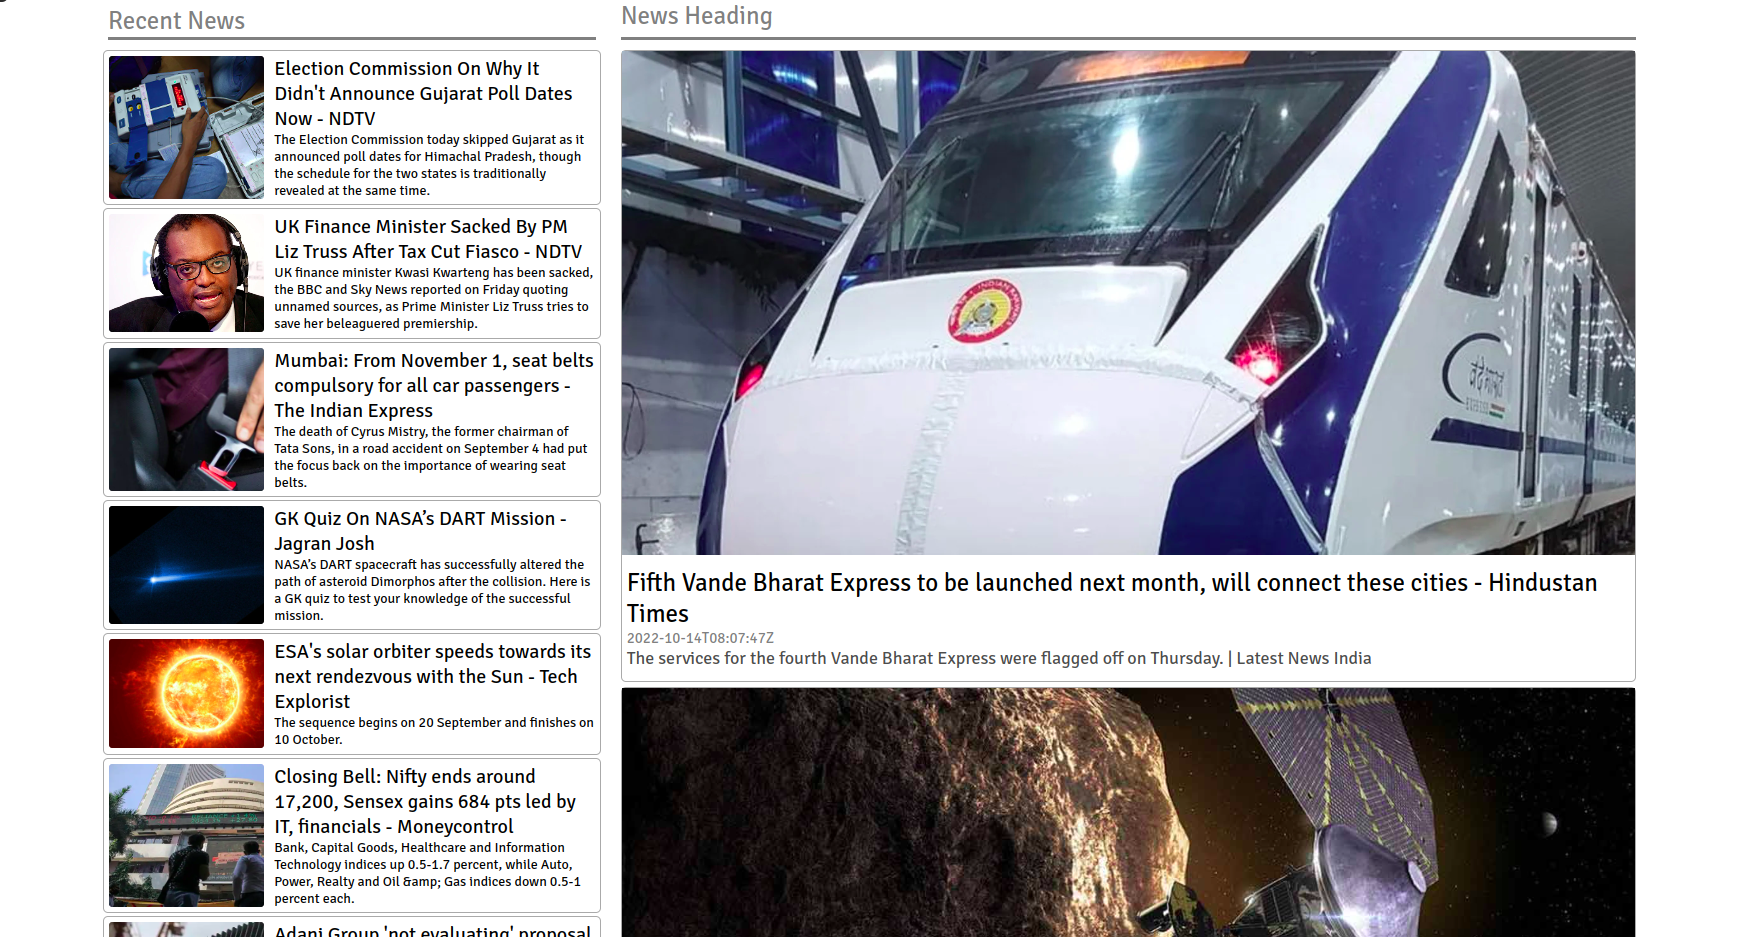 Recent News
Election Commission On Why It
Didn't Announce Gujarat Poll Dates
Now - NDTV
The Election Commission today skipped Gujarat as it
announced poll dates for Himachal Pradesh, though
the schedule for the two states is traditionally
revealed at the same time.
UK Finance Minister Sacked By PM
Liz Truss After Tax Cut Fiasco - NDTV
UK finance minister Kwasi Kwarteng has been sacked,
the BBC and Sky News reported on Friday quoting
unnamed sources, as Prime Minister Liz Truss tries to
save her beleaguered premiership.
Mumbai: From November 1, seat belts
compulsory for all car passengers -
The Indian Express
The death of Cyrus Mistry, the former chairman of
Tata Sons, in a road accident on September 4 had put
the focus back on the importance of wearing seat
belts.
GK Quiz On NASA’s DART Mission -
Jagran Josh
NASA’s DART spacecraft has successfully altered the
path of asteroid Dimorphos after the collision. Here is
a GK quiz to test your knowledge of the successful
mission.
ESA's solar orbiter speeds towards its
next rendezvous with the Sun - Tech
Explorist
The sequence begins on 20 September and finishes on
10 October.
Closing Bell: Nifty ends around
17,200, Sensex gains 684 pts led by
IT, financials - Moneycontrol
Bank, Capital Goods, Healthcare and Information
Technology indices up 0.5-1.7 percent, while Auto,
Power, Realty and Oil &amp; Gas indices down 0.5-1
percent each.
Adani Group 'not evaluating' proposal
News Heading
INDIAN RAILWAYS
वंदे भारत
EXPRESS
Fifth Vande Bharat Express to be launched next month, will connect these cities - Hindustan
Times
2022-10-14T08:07:47Z
The services for the fourth Vande Bharat Express were flagged off on Thursday. | Latest News India